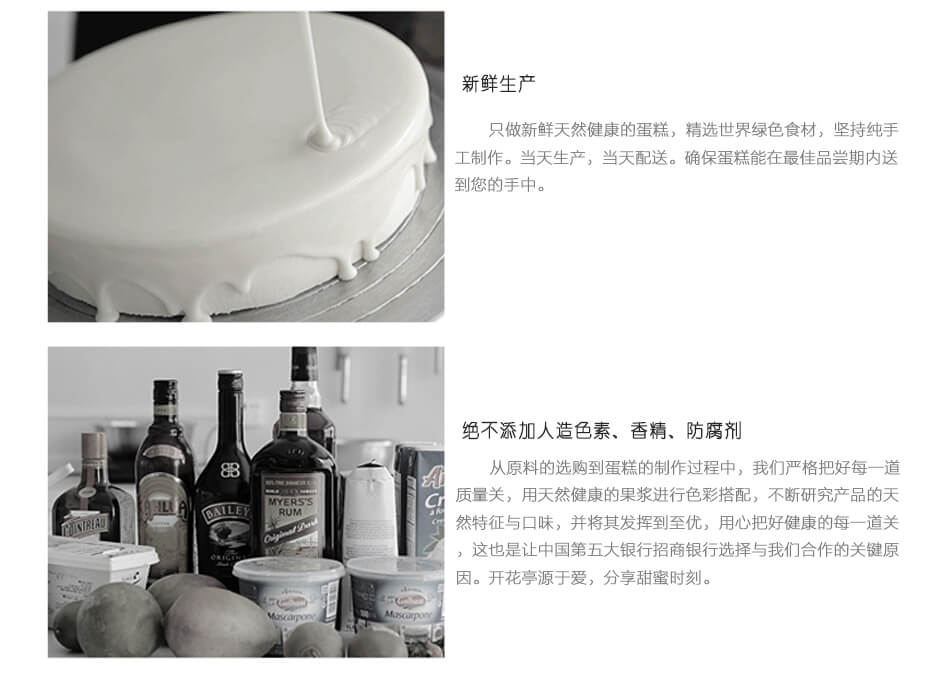 新鲜生产
只做新鲜天然健康的蛋糕，精选世界绿色食材，坚持纯手
工制作。当天生产，当天配送。确保蛋糕能在最佳品尝期内送
到您的手中。
绝不添加人造色素、香精、防腐剂
从原料的选购到蛋糕的制作过程中，我们严格把好每一道
质量关，用天然健康的果浆进行色彩搭配，不断研究产品的天
然特征与口味，并将其发挥到至优，用心把好健康的每一道关
，这也是让中国第五大银行招商银行选择与我们合作的关键原
因。开花亭源于爱，分享甜蜜时刻。
COINTREAU
BAILEYS
ORIGINAL
MYERS'S
RUM
Original Dark
Mascarpone
Mascarpone